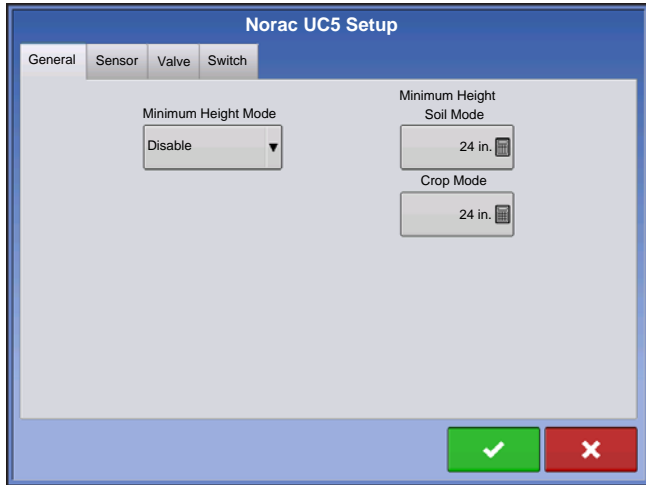 Norac UC5 Setup
General Sensor Valve Switch
Minimum Height Mode
Disable
Minimum Height
Soil Mode
24 in.
Crop Mode
24 in.